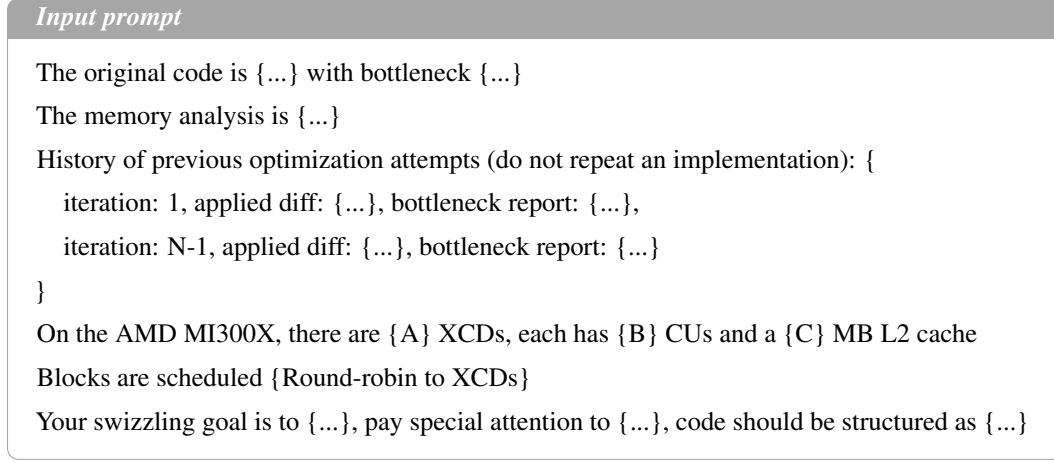 Input prompt
The original code is {...} with bottleneck {...}
The memory analysis is {...}
History of previous optimization attempts (do not repeat an implementation): {
iteration: 1, applied diff: {...}, bottleneck report: {...},
iteration: N-1, applied diff: {...}, bottleneck report: {...}
}
On the AMD MI300X, there are {A} XCDs, each has {B} CUs and a {C} MB L2 cache
Blocks are scheduled {Round-robin to XCDs}
Your swizzling goal is to {...}, pay special attention to {...}, code should be structured as {...}